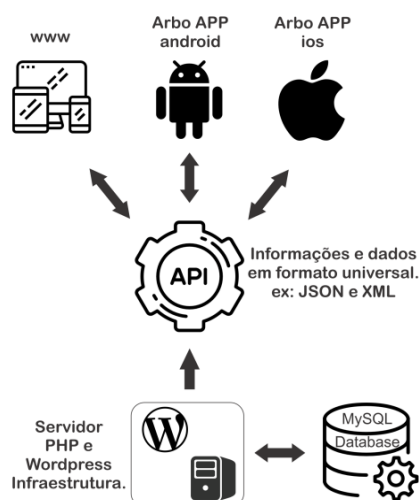 www
Arbo APP
android
Arbo APP
ios
API
Informações e dados
em formato universal.
ex: JSON e XML
Servidor
PHP e
Wordpress
Infraestrutura.
MySQL
Database